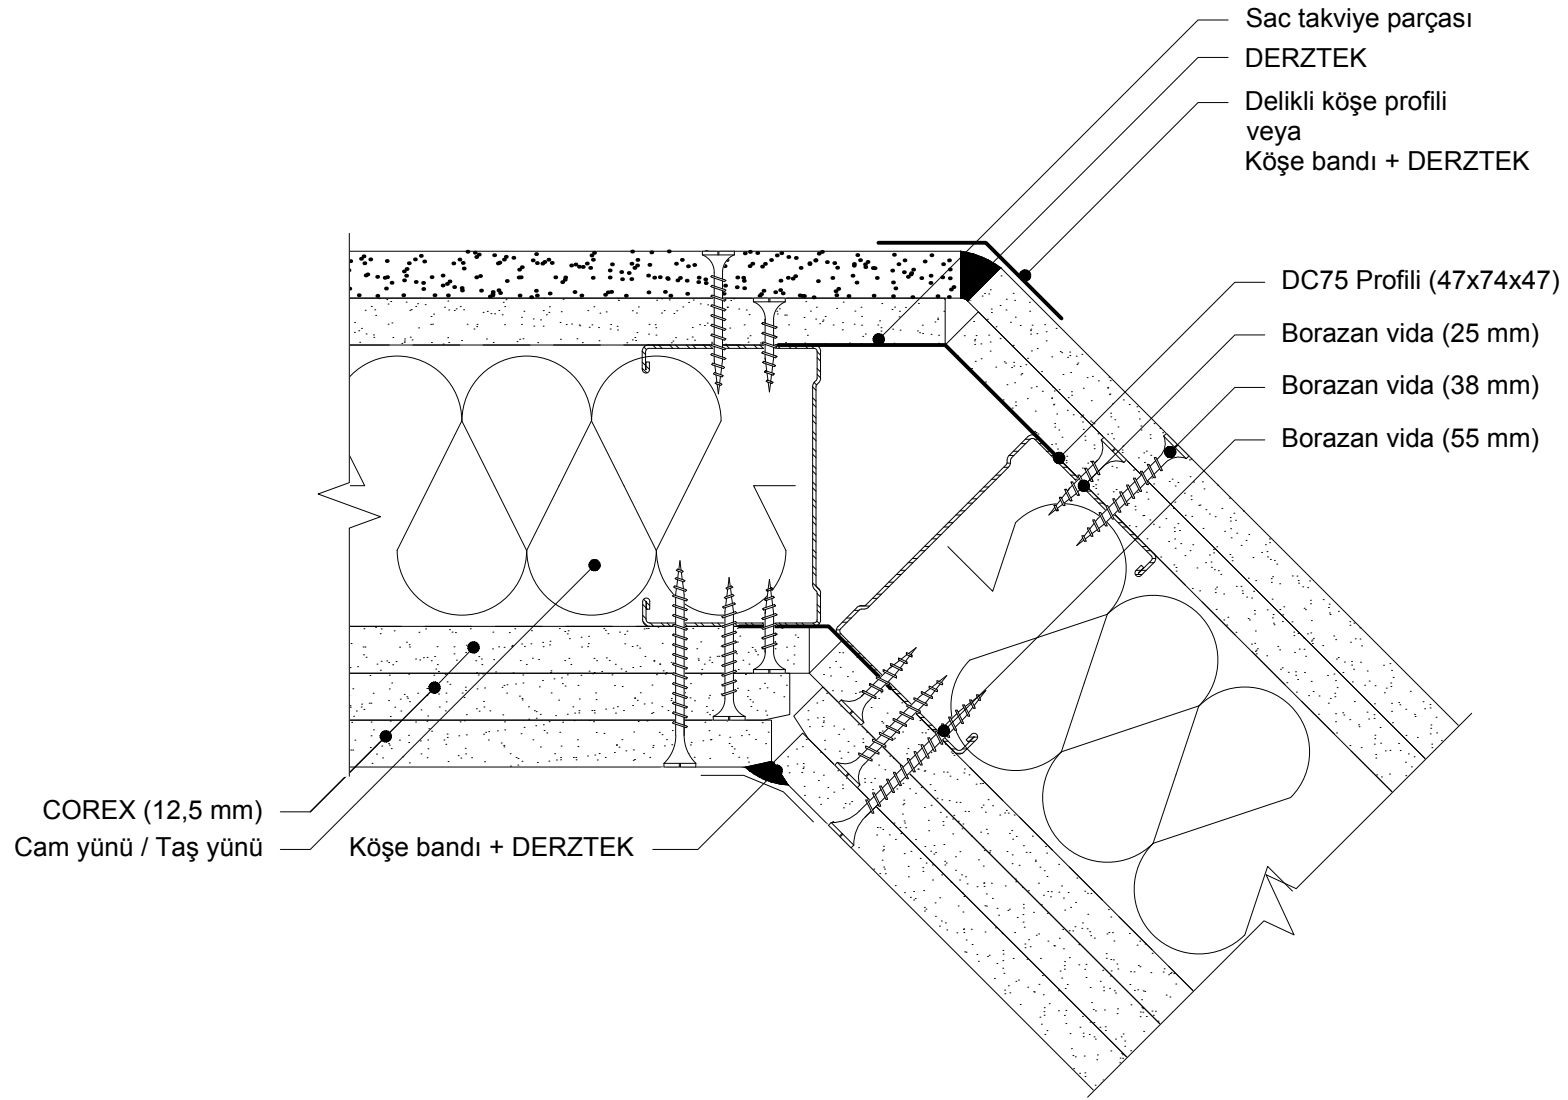 Sac takviye parçası
DERZTEK
Delikli köşe profili
veya
Köşe bandı + DERZTEK
DC75 Profili (47x74x47)
Borazan vida (25 mm)
Borazan vida (38 mm)
Borazan vida (55 mm)
COREX (12,5 mm)
Cam yünü / Taş yünü
Köşe bandı + DERZTEK